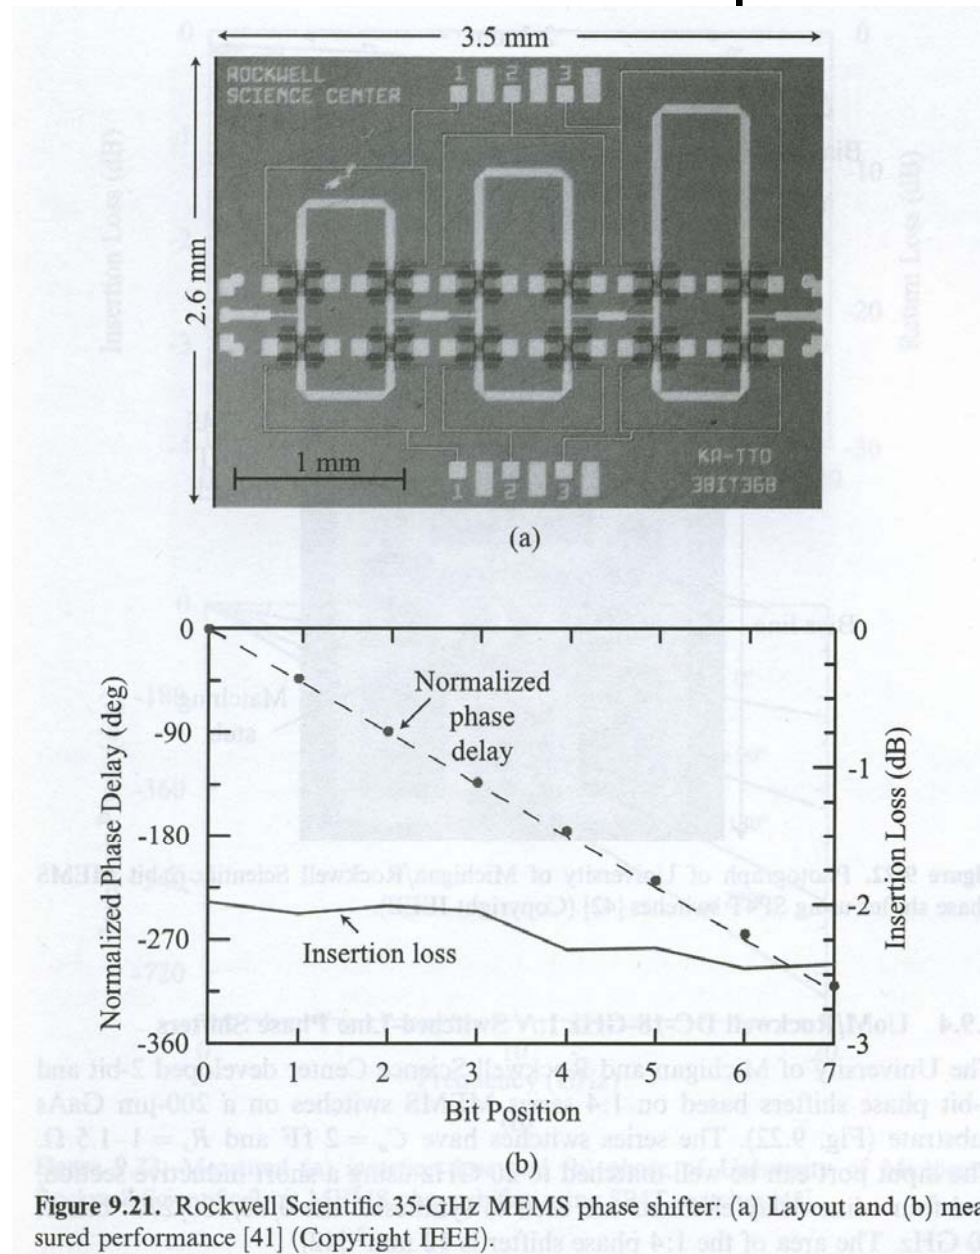 3.5 mm
2.6 mm
ROCKWELL
SCIENCE CENTER
1 2 3
1 mm
KA-TTO
3BIT36B
1 2 3
(a)
Normalized Phase Delay (deg)
0
-90
-180
-270
-360
Normalized
phase
delay
Insertion loss
0
-1
-2
-3
Insertion Loss (dB)
0 1 2 3 4 5 6 7
Bit Position
(b)
Figure 9.21. Rockwell Scientific 35-GHz MEMS phase shifter: (a) Layout and (b) mea
sured performance [41] (Copyright IEEE).